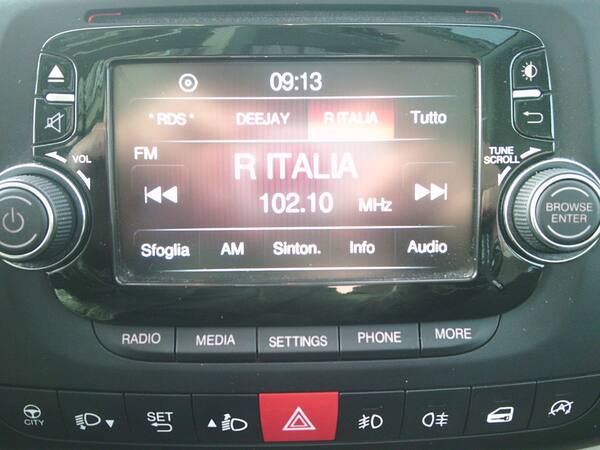 09:13
"RDS" DEEJAY R ITALIA Tutto
VOL FM R ITALIA TUNE SCROLL
102.10 MHz
BROWSE ENTER
Sfoglia AM Sinton. Info Audio
RADIO MEDIA SETTINGS PHONE MORE
CITY SET